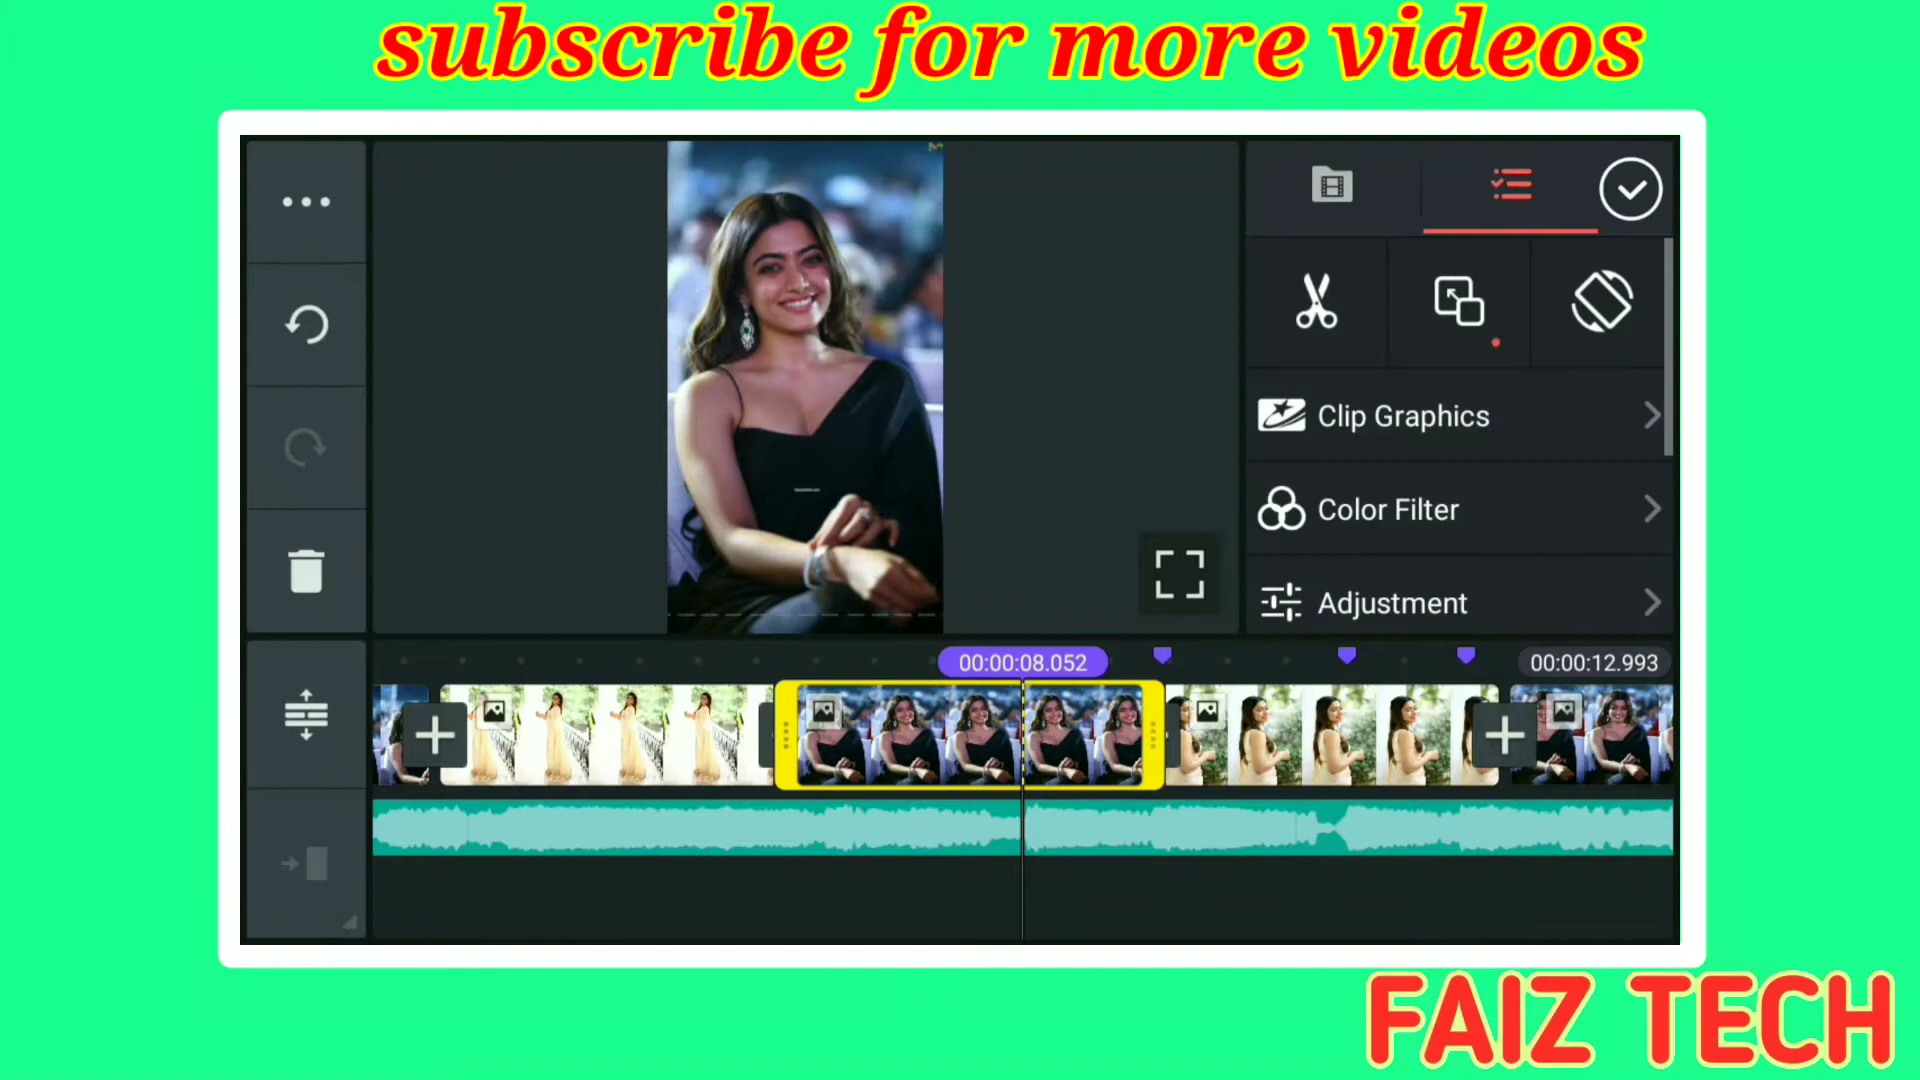 subscribe for more videos
Clip Graphics
Color Filter
Adjustment
00:00:08.052
00:00:12.993
FAIZ TECH